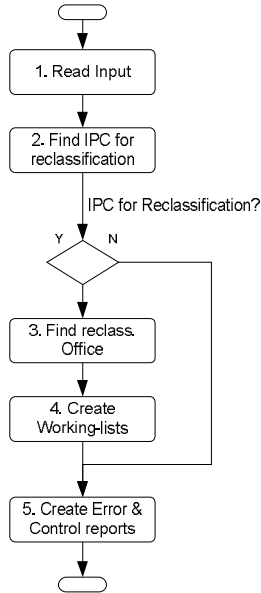 1. Read Input
2. Find IPC for
reclassification
IPC for Reclassification?
Y N
3. Find reclass.
Office
4. Create
Working-lists
5. Create Error &
Control reports